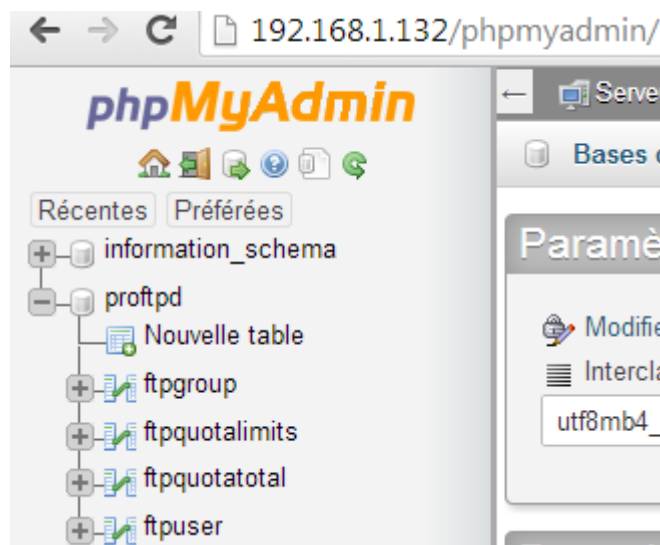 192.168.1.132/phpmyadmin/
phpMyAdmin
Serve
Bases
Récentes Préférées
information_schema
Paramè
proftpd
Nouvelle table
Modifie
ftpgroup
Intercla
ftpquotalimits
utf8mb4_
ftpquotatotal
ftpuser